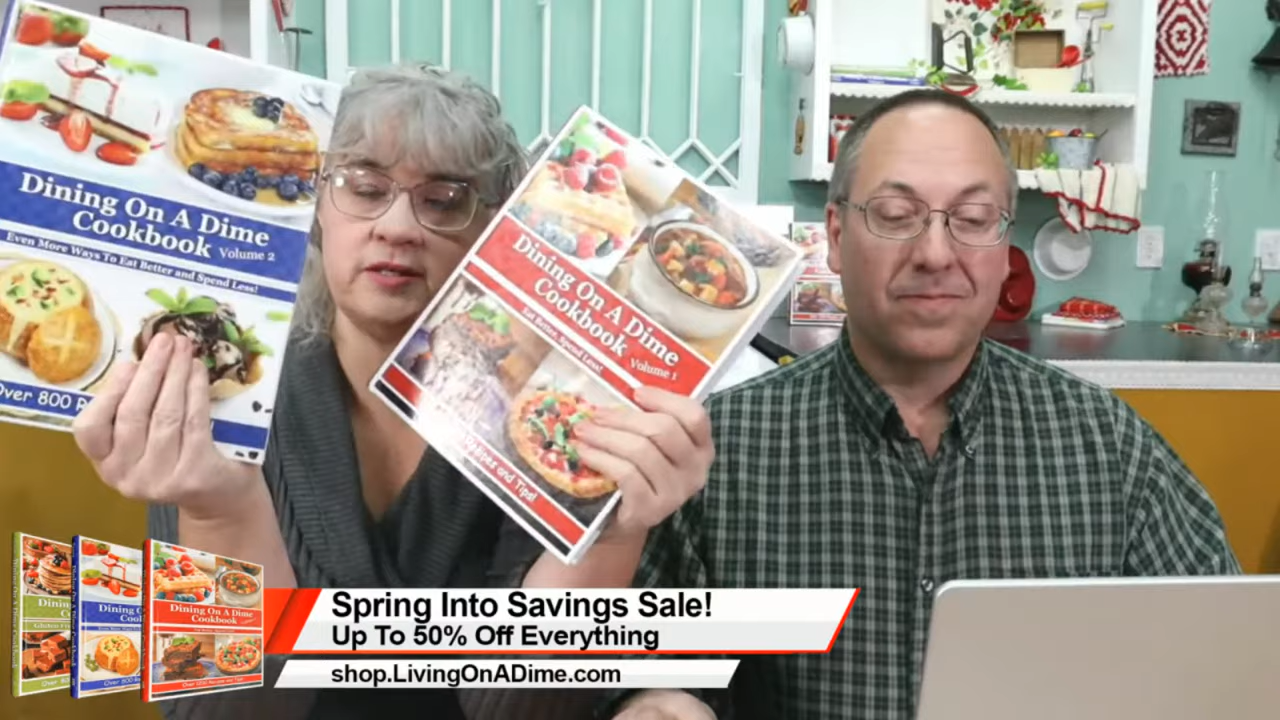 Dining On A Dime
Cookbook Volume 2
Even More Ways To Eat Better and Spend Less!
Over 800
Dining On A Dime
Cookbook Volume 1
Eat Better, Spend Less!
Recipes and Tips!
Dining On A Dime
Cookbook
Spring Into Savings Sale!
Up To 50% Off Everything
shop.LivingOnADime.com